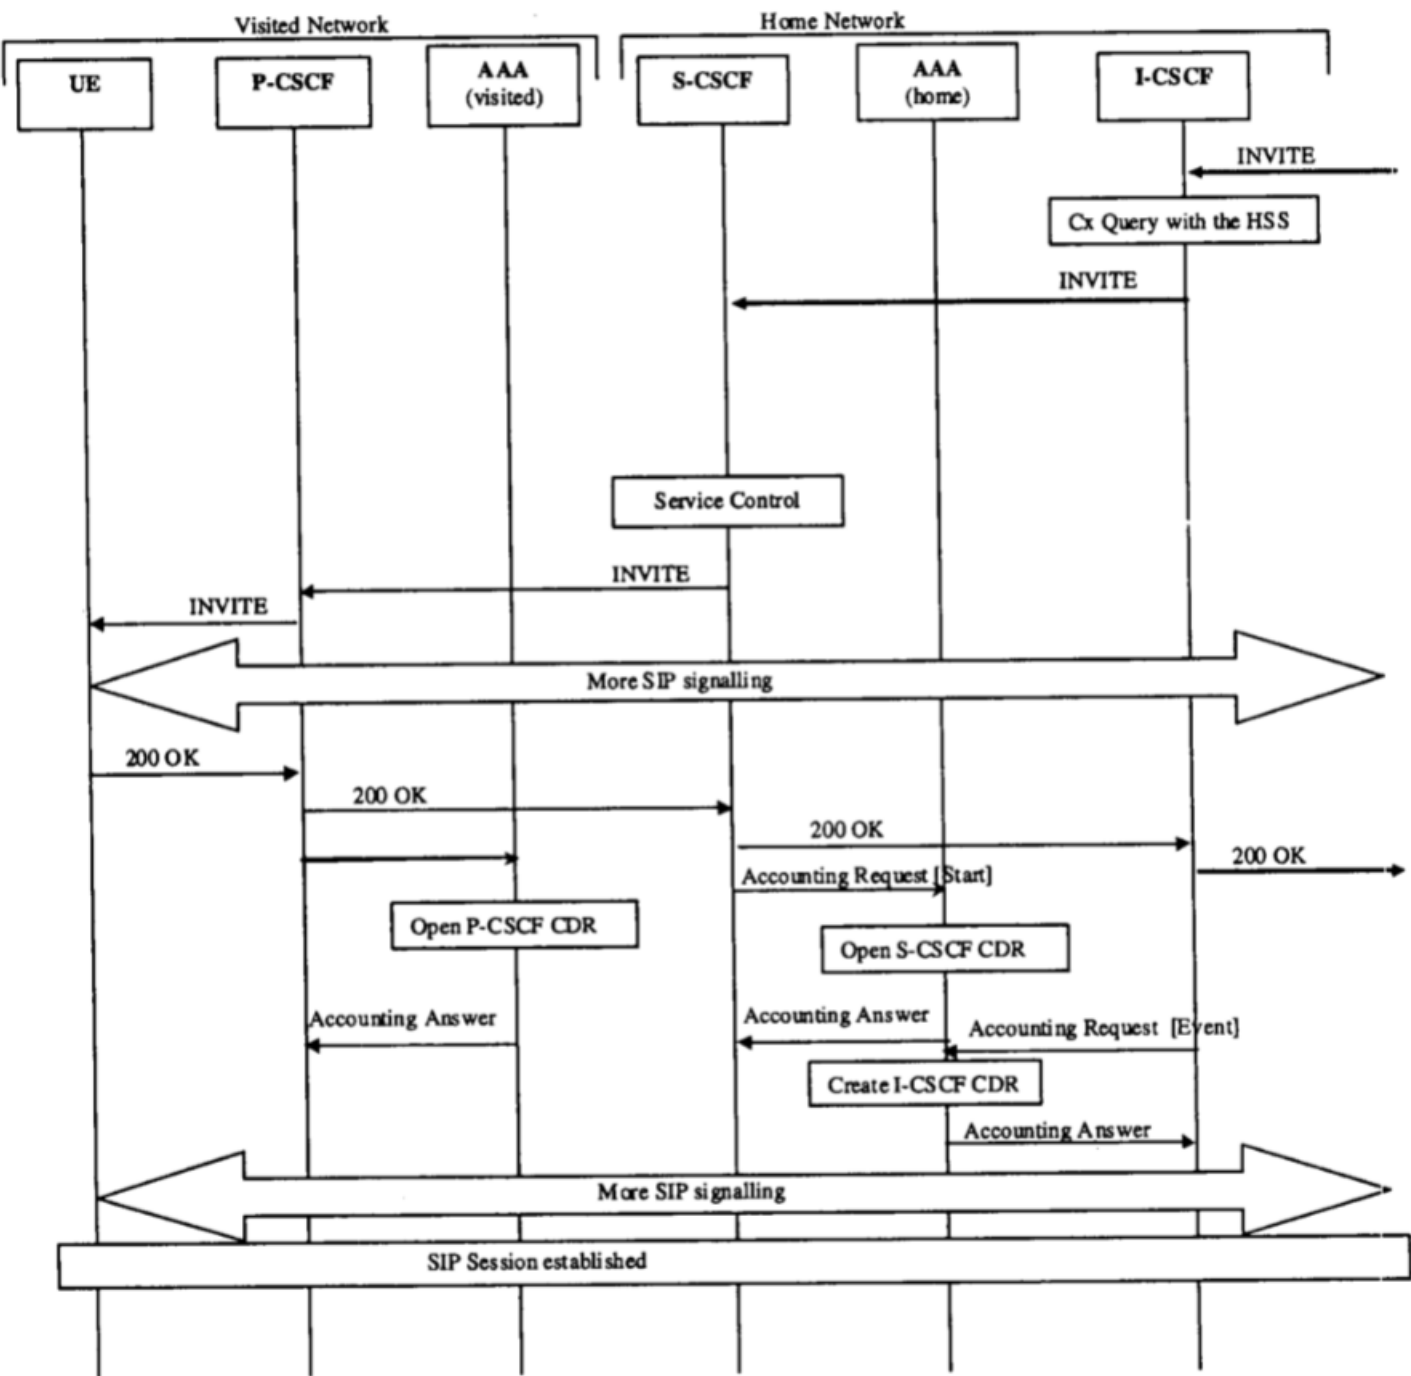 Visited Network
Home Network
UE
P-CSCF
AAA
(visited)
S-CSCF
AAA
(home)
I-CSCF
INVITE
Cx Query with the HSS
INVITE
Service Control
INVITE
INVITE
More SIP signalling
200 OK
200 OK
200 OK
200 OK
Accounting Request [Start]
Open P-CSCF CDR
Open S-CSCF CDR
Accounting Answer
Accounting Answer
Accounting Request [Event]
Create I-CSCF CDR
Accounting Answer
More SIP signalling
SIP Session established